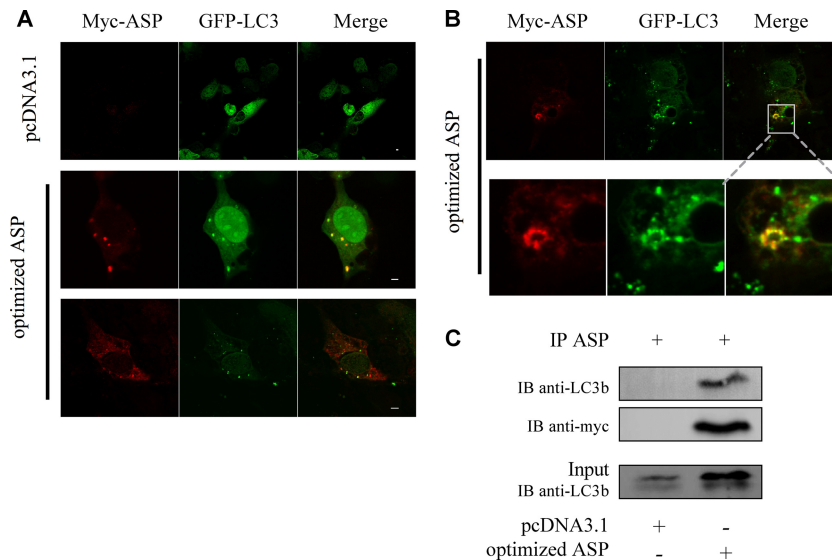 A
Myc-ASP GFP-LC3 Merge
pcDNA3.1
optimized ASP
B
Myc-ASP GFP-LC3 Merge
optimized ASP
C
IP ASP + +
IB anti-LC3b
IB anti-myc
Input
IB anti-LC3b
pcDNA3.1 + -
optimized ASP - +